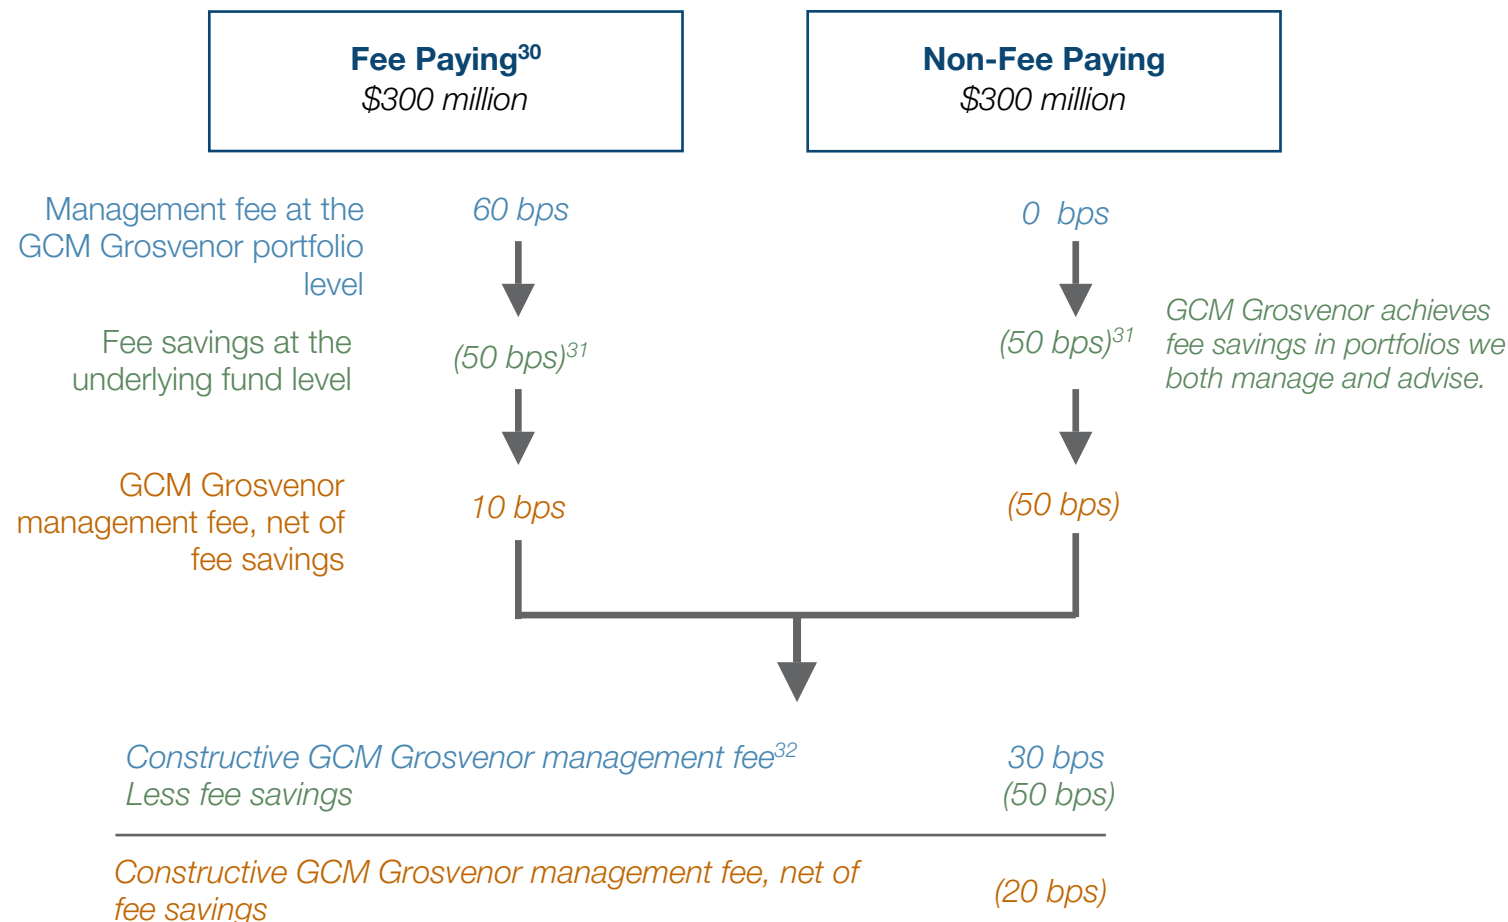 Fee Paying30
$300 million
Non-Fee Paying
$300 million
Management fee at the
GCM Grosvenor portfolio
level
60 bps
0 bps
Fee savings at the
underlying fund level
(50 bps)31
(50 bps)31
GCM Grosvenor achieves
fee savings in portfolios we
both manage and advise.
GCM Grosvenor
management fee, net of
fee savings
10 bps
(50 bps)
Constructive GCM Grosvenor management fee32
30 bps
Less fee savings
(50 bps)
Constructive GCM Grosvenor management fee, net of
fee savings
(20 bps)